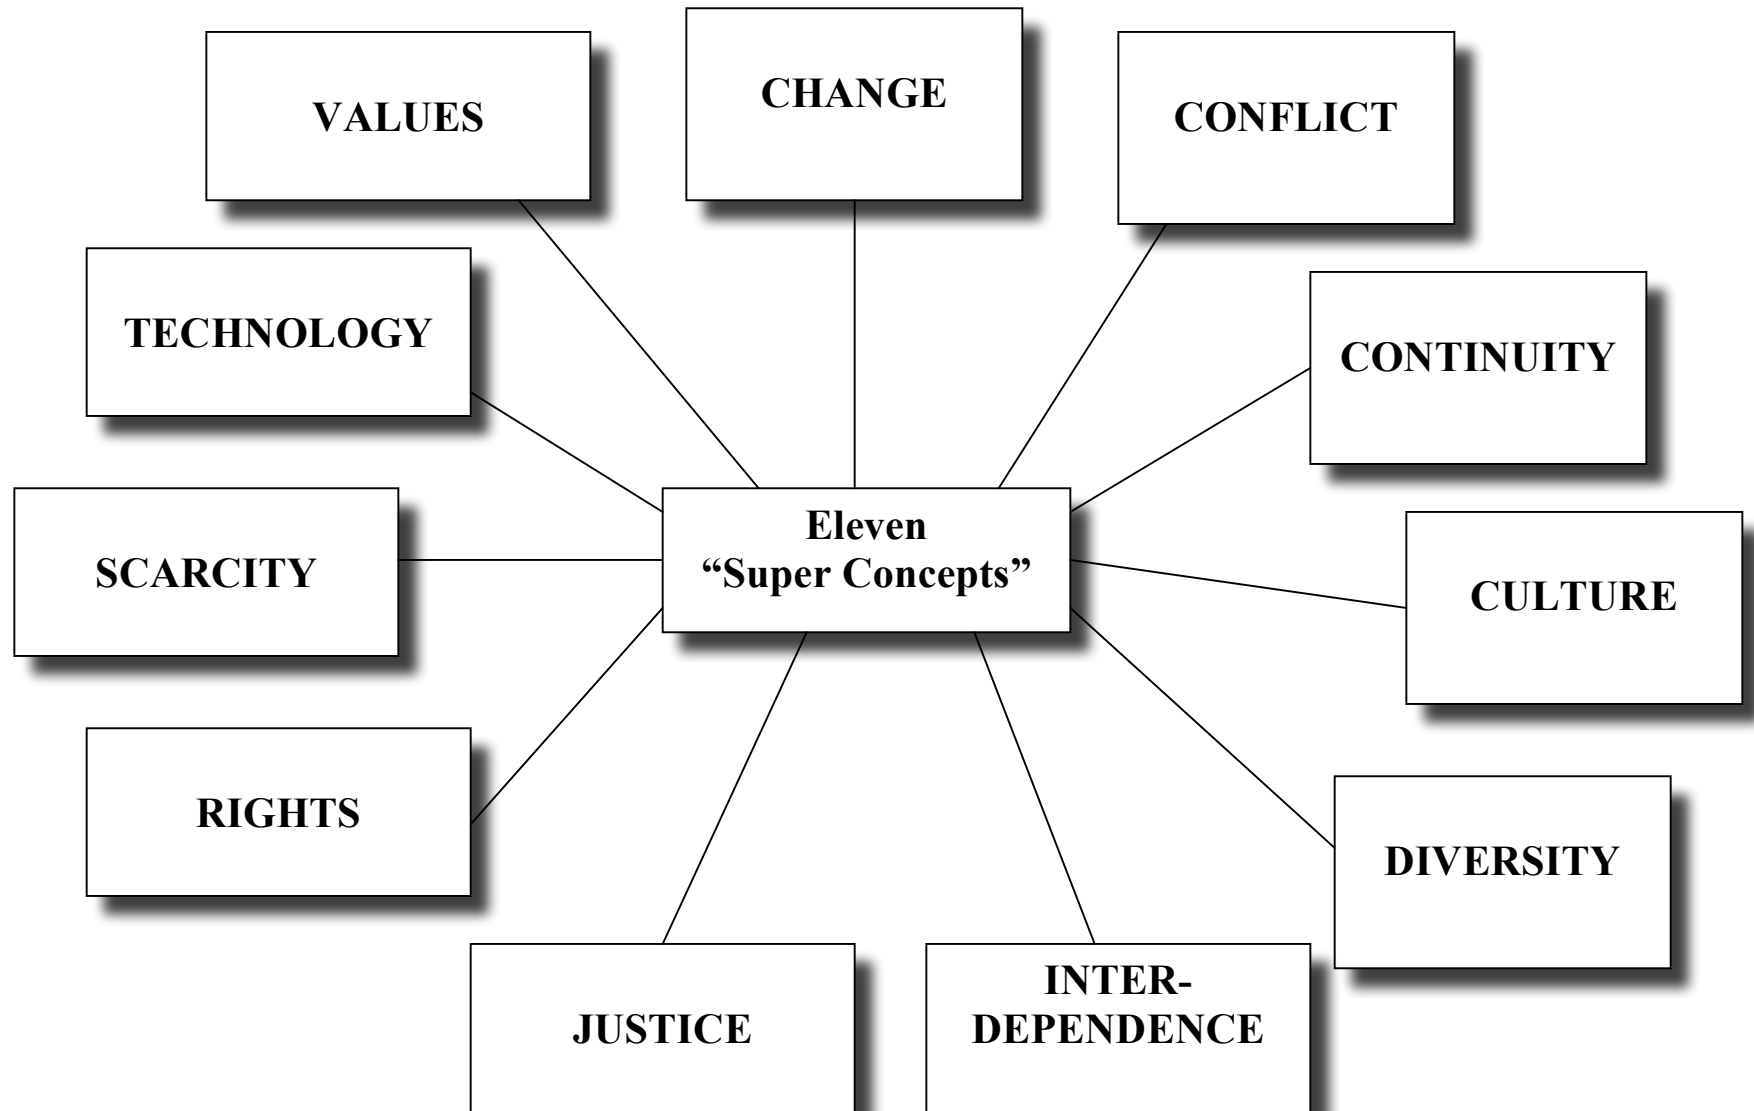 CHANGE
VALUES
CONFLICT
TECHNOLOGY
CONTINUITY
Eleven
“Super Concepts”
SCARCITY
CULTURE
RIGHTS
DIVERSITY
JUSTICE
INTER-
DEPENDENCE